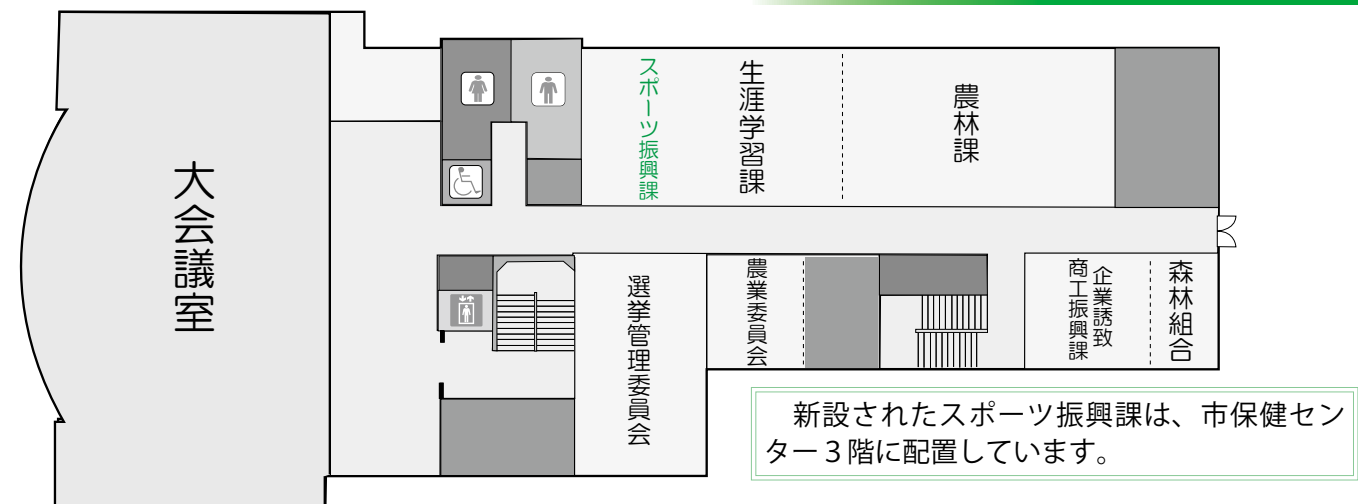 大会議室
スポーツ振興課
生涯学習課
農林課
選挙管理委員会
農業委員会
企業誘致
商工振興課
森林組合
新設されたスポーツ振興課は、市保健セン
ター３階に配置しています。